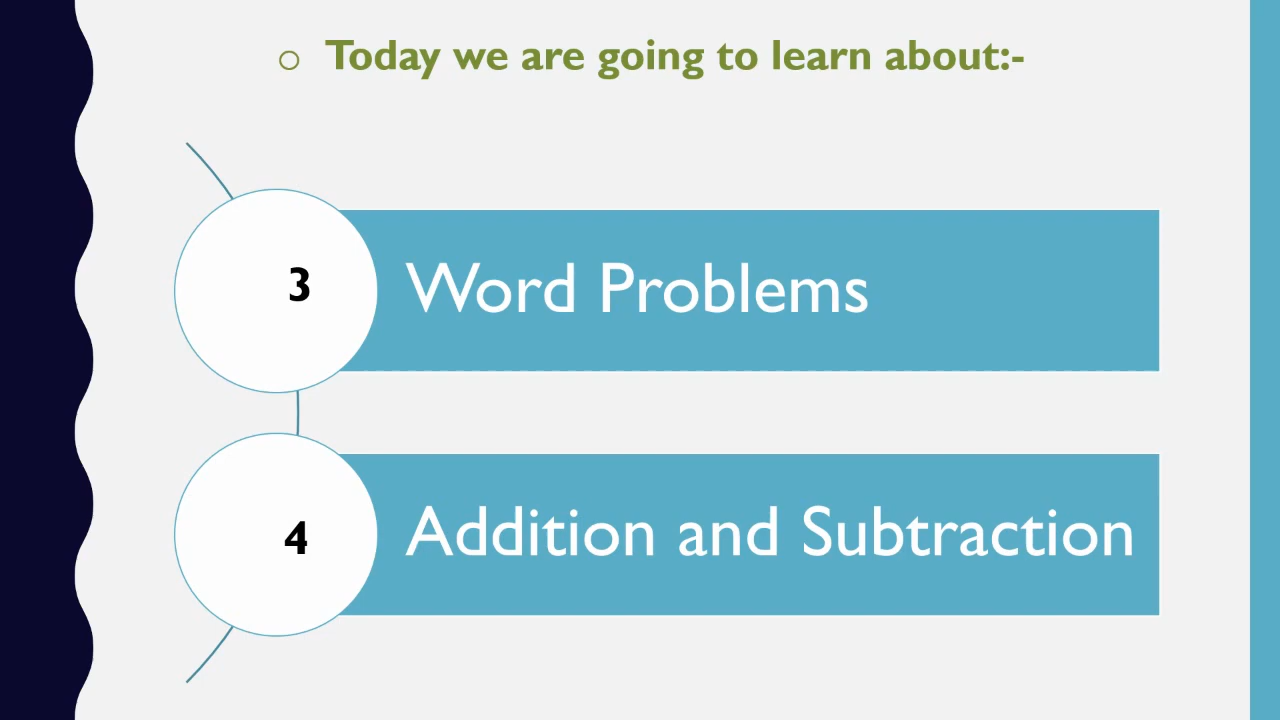 o Today we are going to learn about:-
3 Word Problems
4 Addition and Subtraction